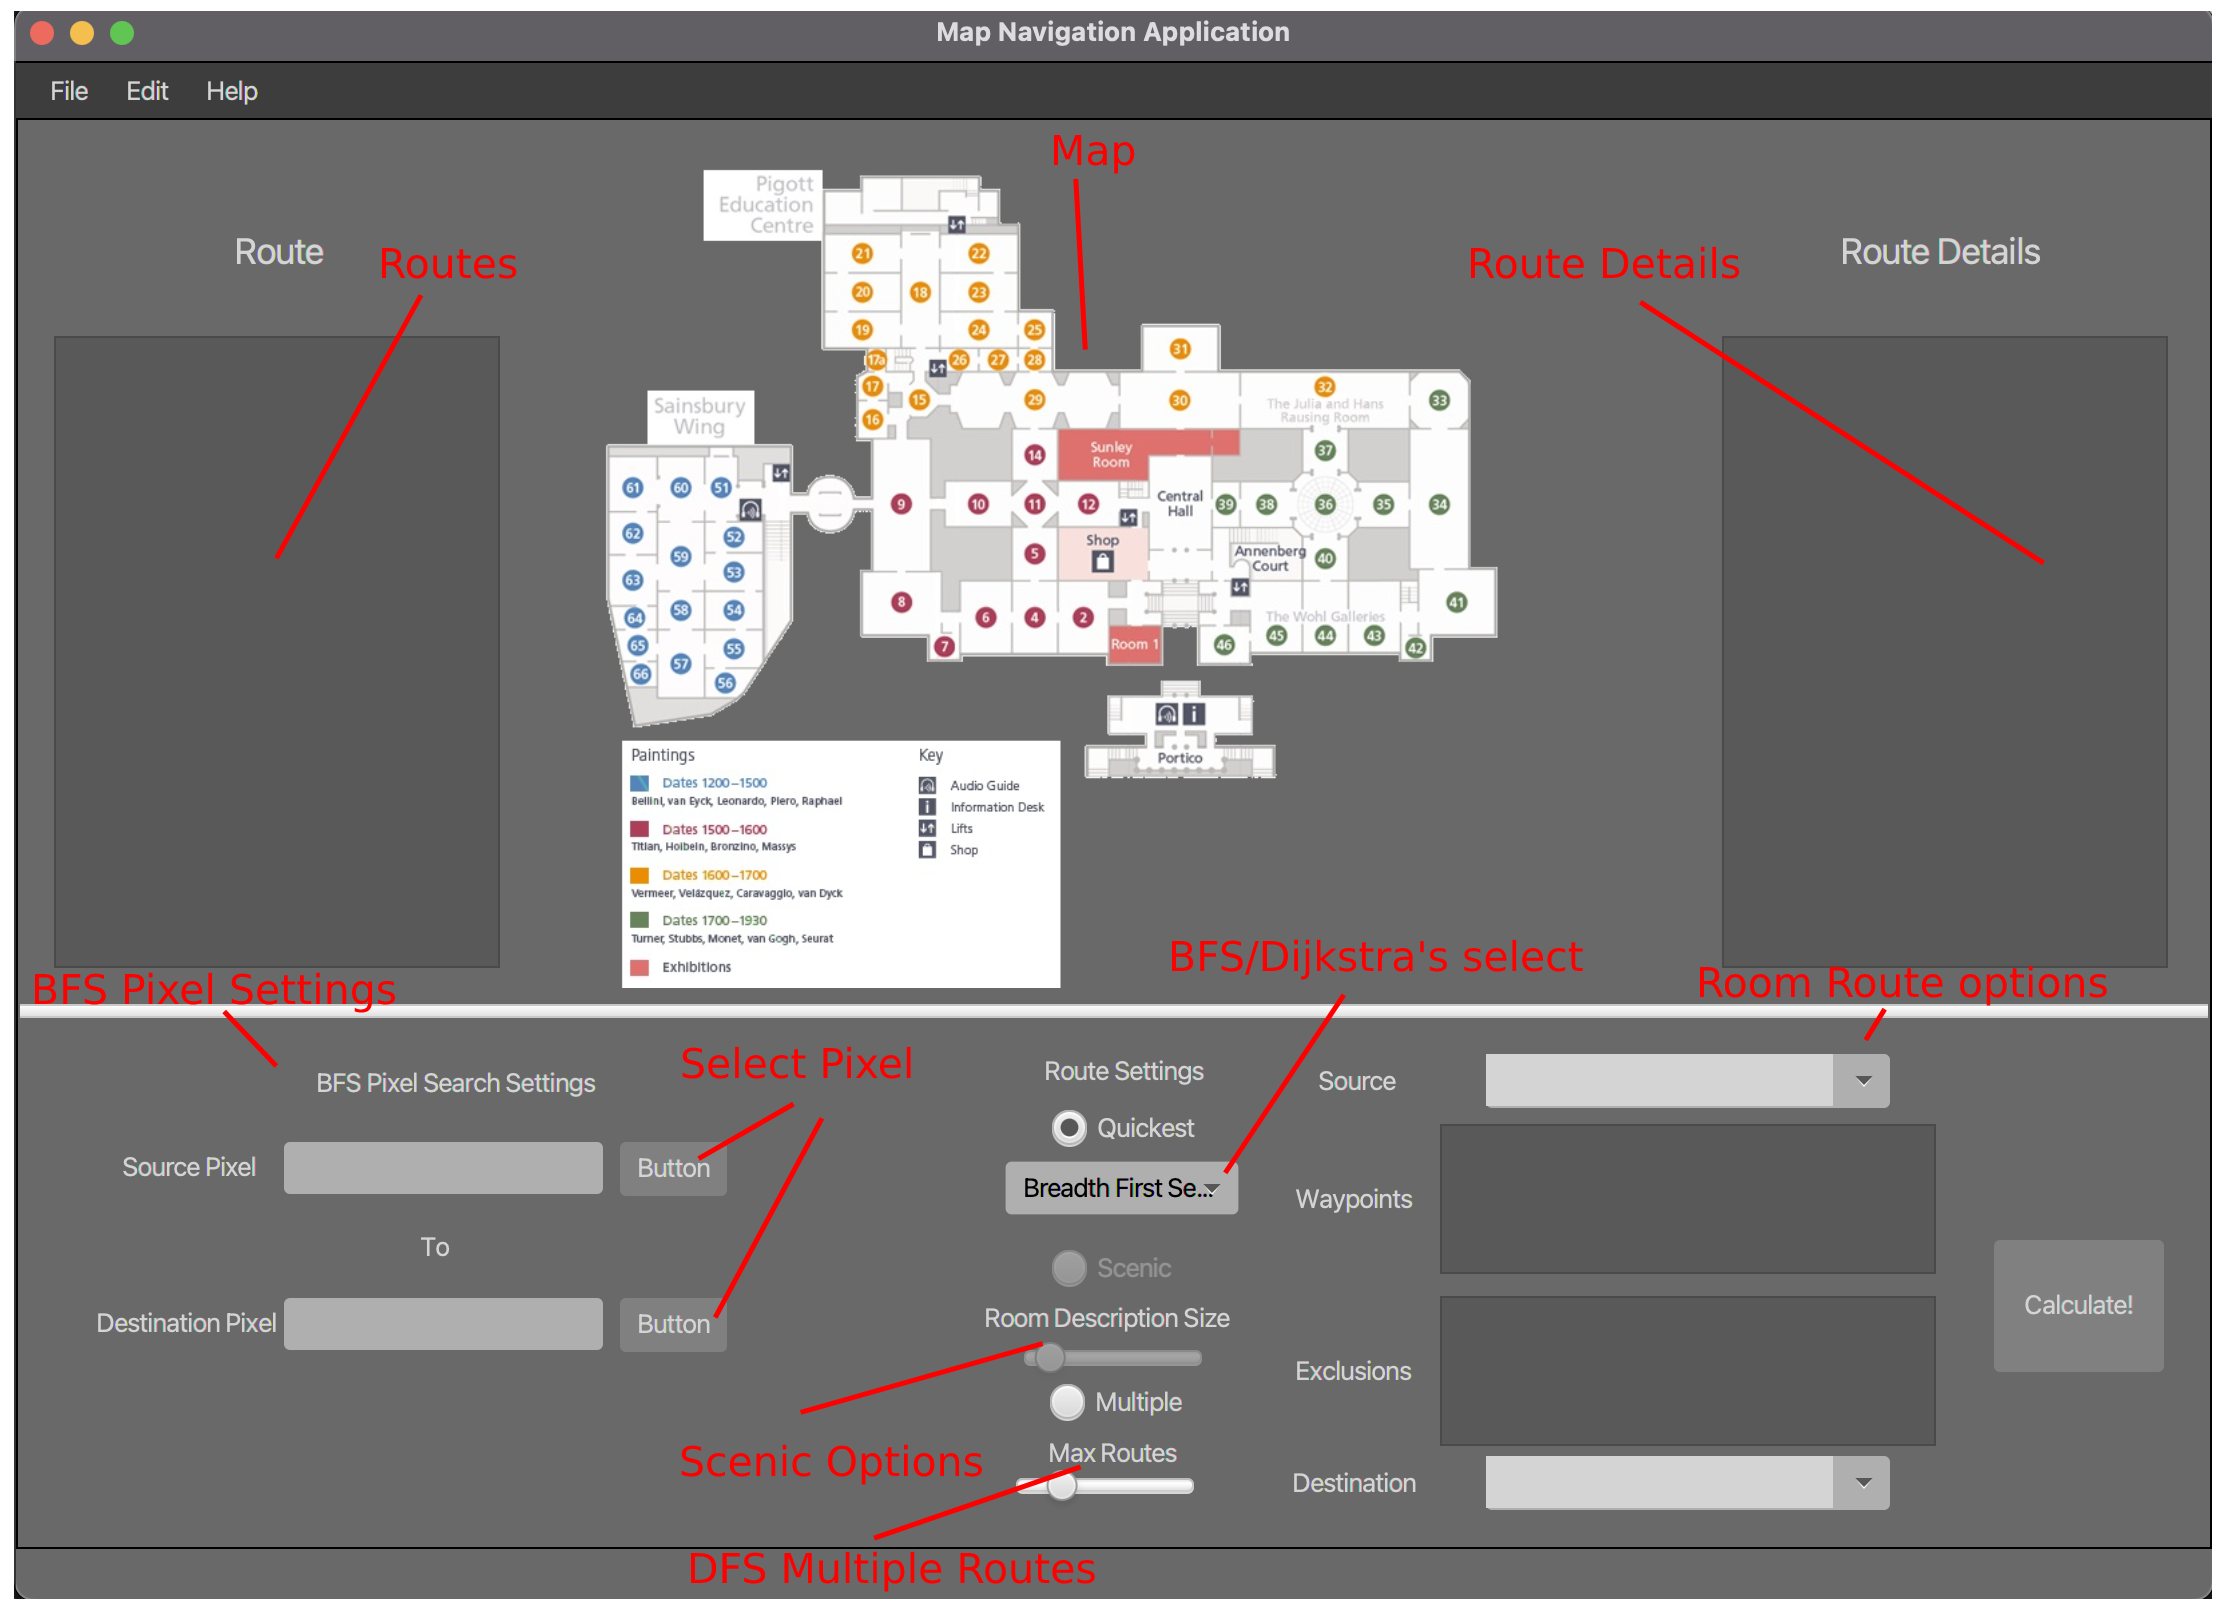 Map Navigation Application
File Edit Help
Map
Route
Routes
Route Details
Route Details
Pigott
Education
Centre
21
22
20
18
23
19
24
25
17a
26
27
28
31
17
15
16
29
30
32
The Julia and Hans
Rausing Room
33
Sainsbury
Wing
14
Sunley
Room
37
61
60
51
9
10
11
12
Central
Hall
39
38
36
35
34
62
52
59
5
Shop
Annenberg
Court
40
63
53
8
58
54
64
6
4
2
The Wohl Galleries
41
65
55
7
Room 1
46
45
44
43
42
66
57
56
i
Portico
Paintings
Dates 1200–1500
Bellini, van Eyck, Leonardo, Piero, Raphael
Dates 1500–1600
Titian, Holbein, Bronzino, Massys
Dates 1600–1700
Vermeer, Velázquez, Caravaggio, van Dyck
Dates 1700–1930
Turner, Stubbs, Monet, van Gogh, Seurat
Exhibitions
Key
Audio Guide
i Information Desk
Lifts
Shop
BFS/Dijkstra's select
BFS Pixel Settings
Room Route options
BFS Pixel Search Settings
Select Pixel
Source Pixel
Button
To
Destination Pixel
Button
Route Settings
Quickest
Breadth First Se...
Scenic
Room Description Size
Multiple
Scenic Options
Max Routes
DFS Multiple Routes
Source
Waypoints
Exclusions
Destination
Calculate!